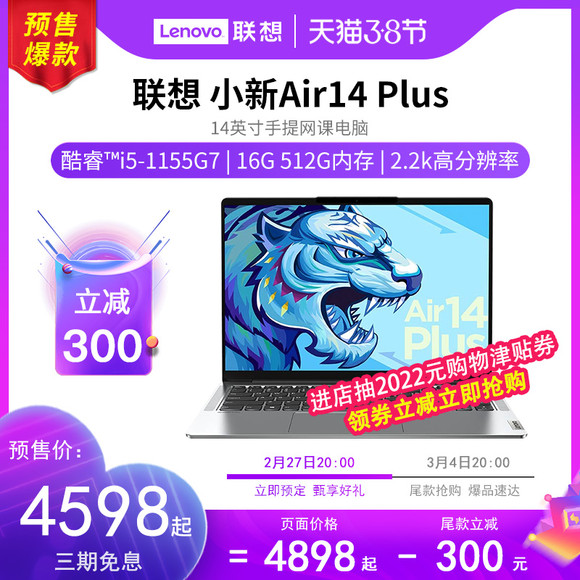 预售
爆款
Lenovo 联想 天猫3.8节
联想 小新Air14 Plus
14英寸手提网课电脑
酷睿™i5-1155G7 | 16G 512G内存 | 2.2k高分辨率
立减
300
Air14
Plus
进店抽2022元购物津贴券
领券立减立即抢购
2月27日20:00 3月4日20:00
立即预定 甄享好礼 尾款抢购 爆品速达
预售价:
4598起
三期免息
页面价格 尾款立减
= 4898起 - 300元